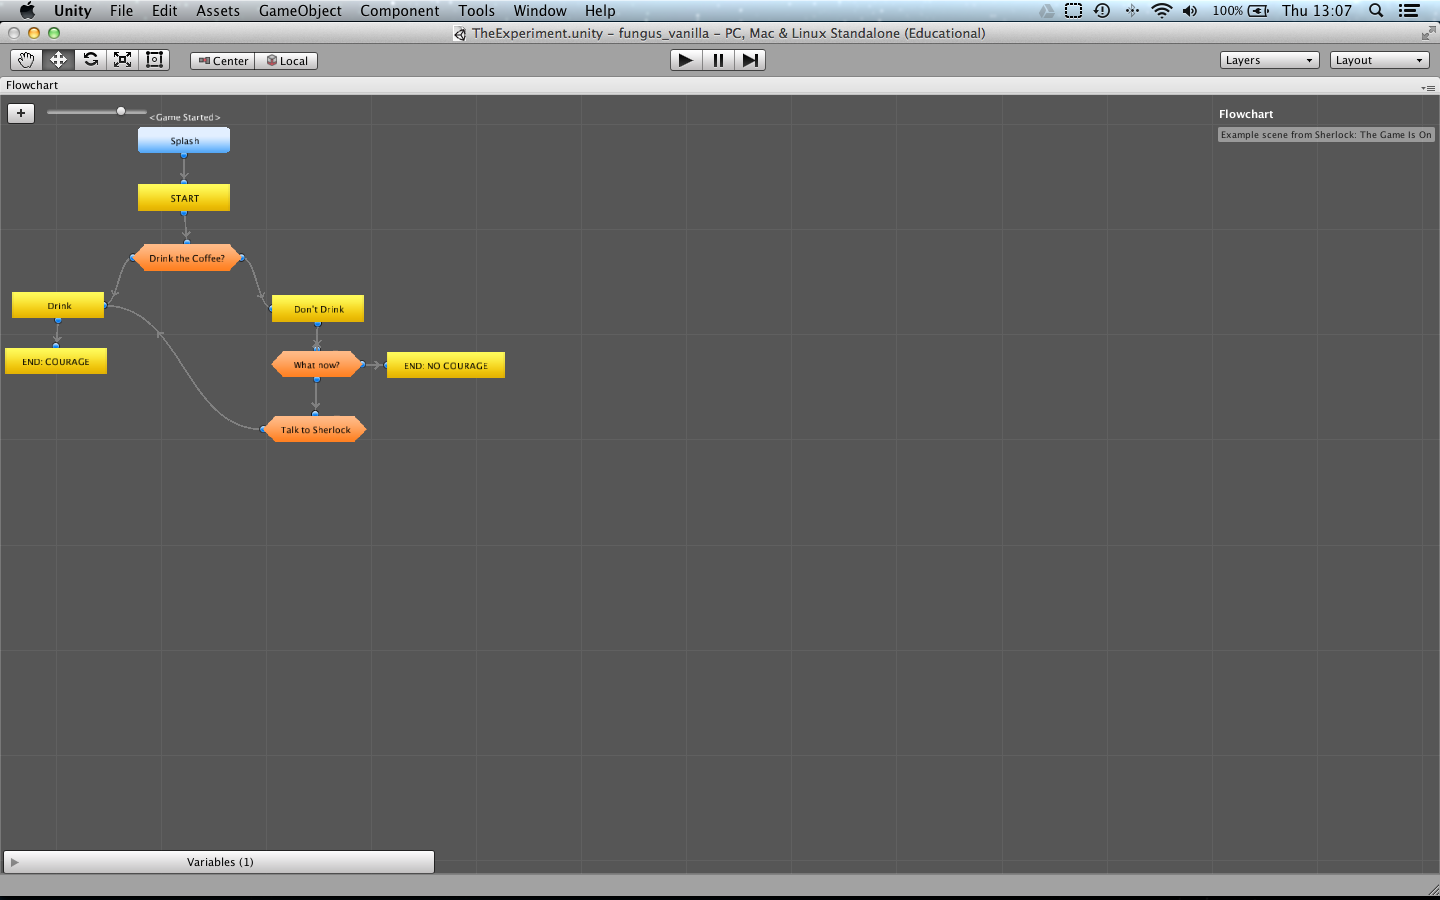 Unity File Edit Assets GameObject Component Tools Window Help 100% Thu 13:07
TheExperiment.unity – fungus_vanilla – PC, Mac & Linux Standalone (Educational)
Center Local Layers Layout
Flowchart
+
<Game Started>
Flowchart
Example scene from Sherlock: The Game Is On
Splash
START
Drink the Coffee?
Drink
Don't Drink
END: COURAGE
What now?
END: NO COURAGE
Talk to Sherlock
Variables (1)